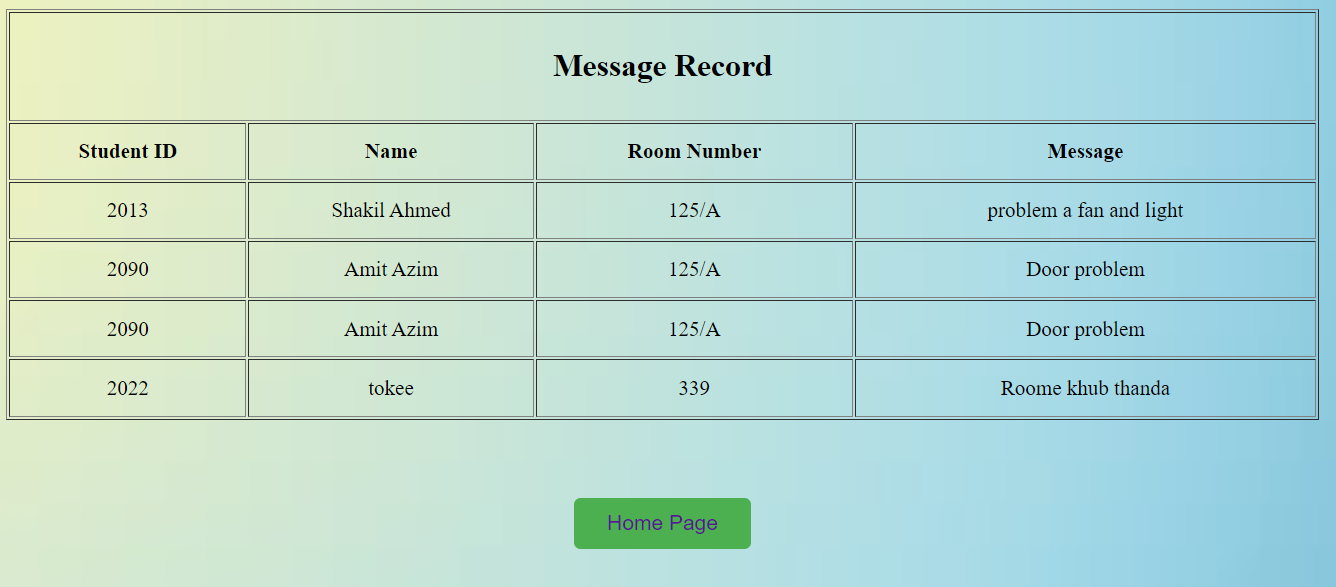 Message Record
Student ID Name Room Number Message
2013 Shakil Ahmed 125/A problem a fan and light
2090 Amit Azim 125/A Door problem
2090 Amit Azim 125/A Door problem
2022 tokee 339 Roome khub thanda
Home Page